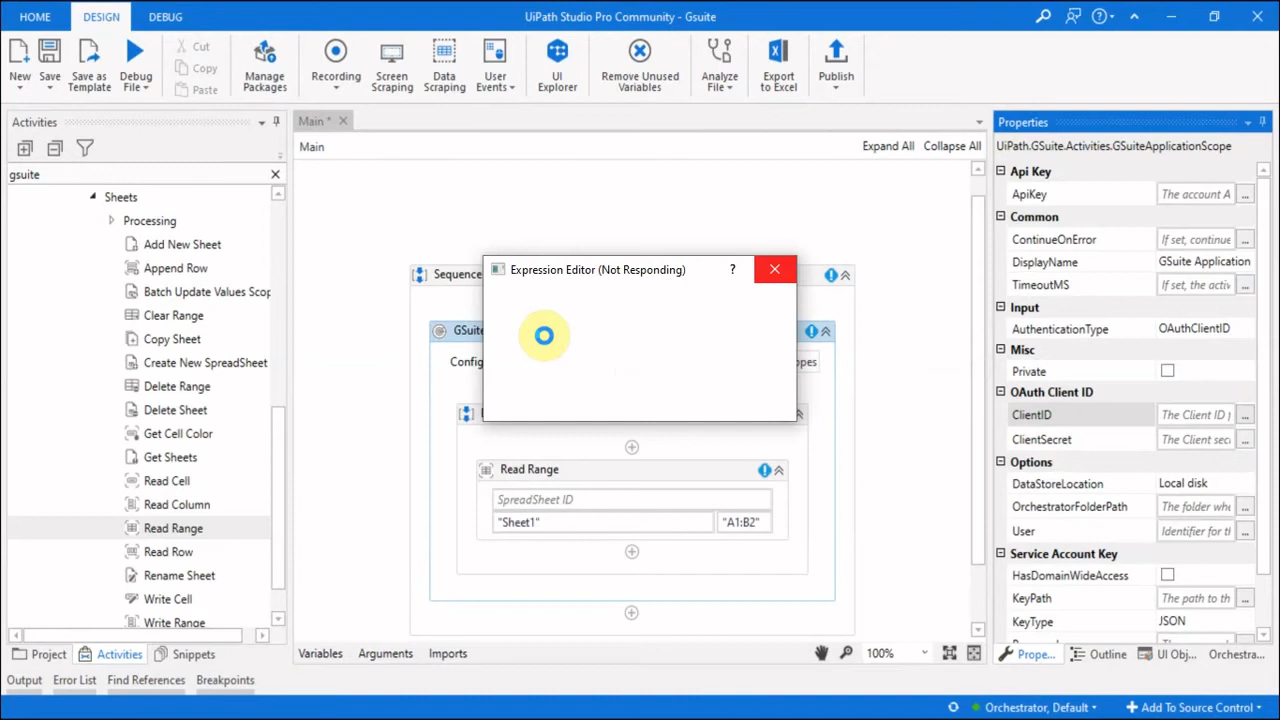 HOME DESIGN DEBUG UiPath Studio Pro Community - Gsuite
New Save Save as Template Debug File
Cut
Copy
Paste
Manage Packages
Recording Screen Scraping Data Scraping User Events UI Explorer Remove Unused Variables Analyze File Export to Excel Publish
Activities
gsuite
Sheets
Processing
Add New Sheet
Append Row
Batch Update Values Scop
Clear Range
Copy Sheet
Create New SpreadSheet
Delete Range
Delete Sheet
Get Cell Color
Get Sheets
Read Cell
Read Column
Read Range
Read Row
Rename Sheet
Write Cell
Write Range
Project Activities Snippets
Main *
Main Expand All Collapse All
Sequence
GSuite
Config opes
Expression Editor (Not Responding) ?
Read Range
SpreadSheet ID
"Sheet1" "A1:B2"
Variables Arguments Imports 100%
Properties
UiPath.GSuite.Activities.GSuiteApplicationScope
Api Key
ApiKey The account A ...
Common
ContinueOnError If set, continue ...
DisplayName GSuite Application
TimeoutMS If set, the activ ...
Input
AuthenticationType OAuthClientID
Misc
Private
OAuth Client ID
ClientID The Client ID f ...
ClientSecret The Client sec ...
Options
DataStoreLocation Local disk
OrchestratorFolderPath The folder whe ...
User Identifier for th ...
Service Account Key
HasDomainWideAccess
KeyPath The path to th ...
KeyType JSON
Prope... Outline UI Obj... Orchestra...
Output Error List Find References Breakpoints
Orchestrator, Default Add To Source Control